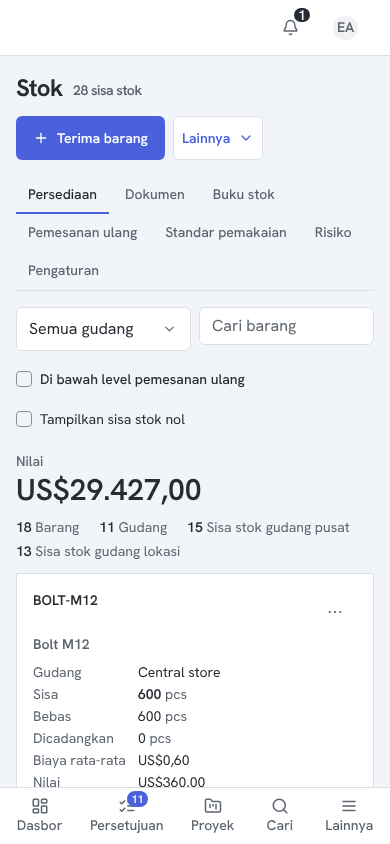 1
EA
Stok 28 sisa stok
+ Terima barang Lainnya
Persediaan Dokumen Buku stok
Pemesanan ulang Standar pemakaian Risiko
Pengaturan
Semua gudang Cari barang
Di bawah level pemesanan ulang
Tampilkan sisa stok nol
Nilai
US$29.427,00
18 Barang 11 Gudang 15 Sisa stok gudang pusat
13 Sisa stok gudang lokasi
BOLT-M12
...
Bolt M12
Gudang Central store
Sisa 600 pcs
Bebas 600 pcs
Dicadangkan 0 pcs
Biaya rata-rata US$0,60
Nilai US$360,00
11
Dasbor Persetujuan Proyek Cari Lainnya